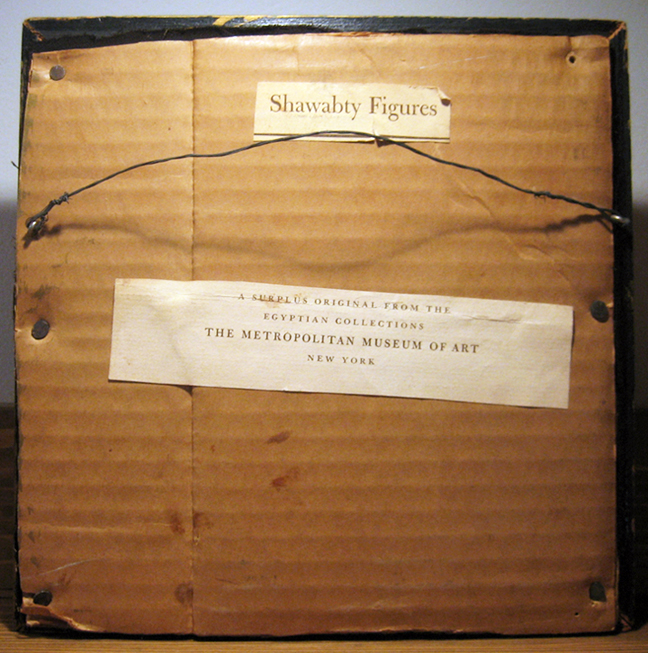 Shawabty Figures
A SURPLUS ORIGINAL FROM THE
EGYPTIAN COLLECTIONS
THE METROPOLITAN MUSEUM OF ART
NEW YORK